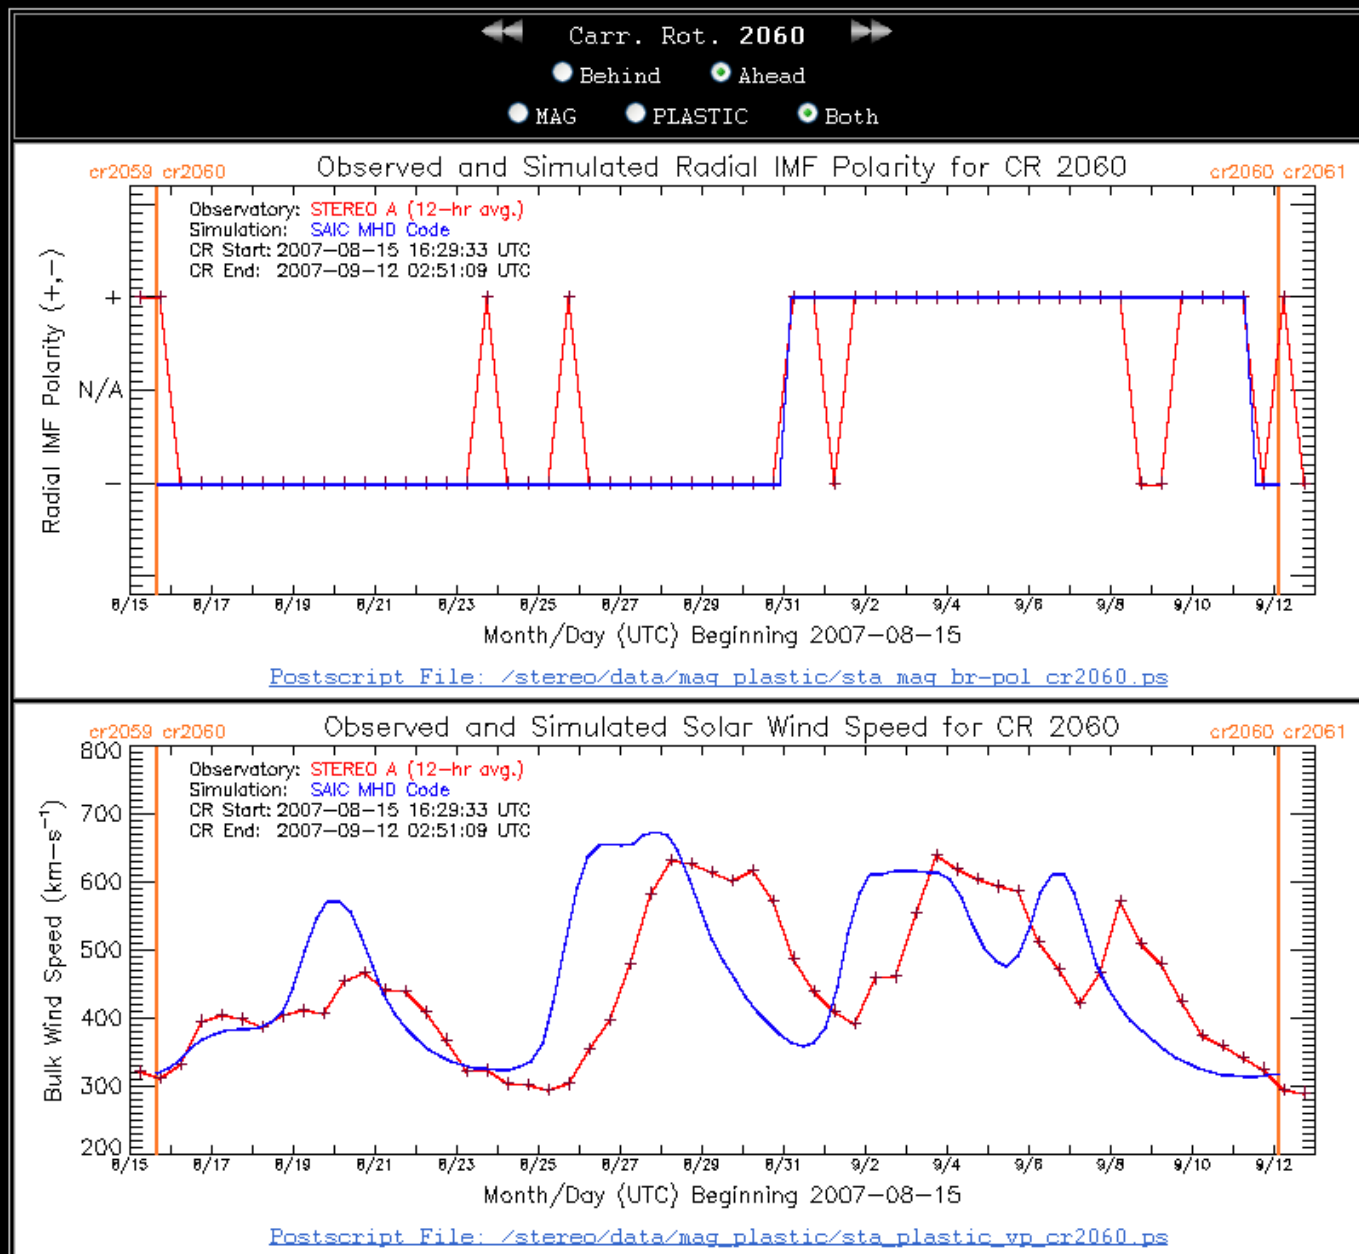 Carr. Rot. 2060
Behind Ahead
MAG PLASTIC Both
cr2059 cr2060 Observed and Simulated Radial IMF Polarity for CR 2060 cr2060 cr2061
Observatory: STEREO A (12-hr avg.)
Simulation: SAIC MHD Code
CR Start: 2007-08-15 16:29:33 UTC
CR End: 2007-09-12 02:51:09 UTC
Radial IMF Polarity (+,-)
+
N/A
-
8/15 8/17 8/19 8/21 8/23 8/25 8/27 8/29 8/31 9/2 9/4 9/6 9/8 9/10 9/12
Month/Day (UTC) Beginning 2007-08-15
Postscript File: /stereo/data/mag_plastic/sta_mag_br-pol_cr2060.ps
cr2059 cr2060 Observed and Simulated Solar Wind Speed for CR 2060 cr2060 cr2061
Observatory: STEREO A (12-hr avg.)
Simulation: SAIC MHD Code
CR Start: 2007-08-15 16:29:33 UTC
CR End: 2007-09-12 02:51:09 UTC
Bulk Wind Speed (km-s⁻¹)
800
700
600
500
400
300
200
8/15 8/17 8/19 8/21 8/23 8/25 8/27 8/29 8/31 9/2 9/4 9/6 9/8 9/10 9/12
Month/Day (UTC) Beginning 2007-08-15
Postscript File: /stereo/data/mag_plastic/sta_plastic_vp_cr2060.ps